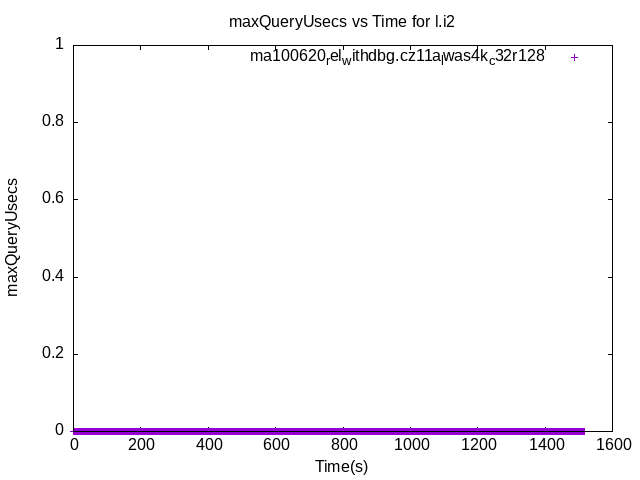 maxQueryUsecs vs Time for l.i2
ma100620relwithdbg.cz11alwas4kc32r128
maxQueryUsecs
1
0.8
0.6
0.4
0.2
0
0 200 400 600 800 1000 1200 1400 1600
Time(s)